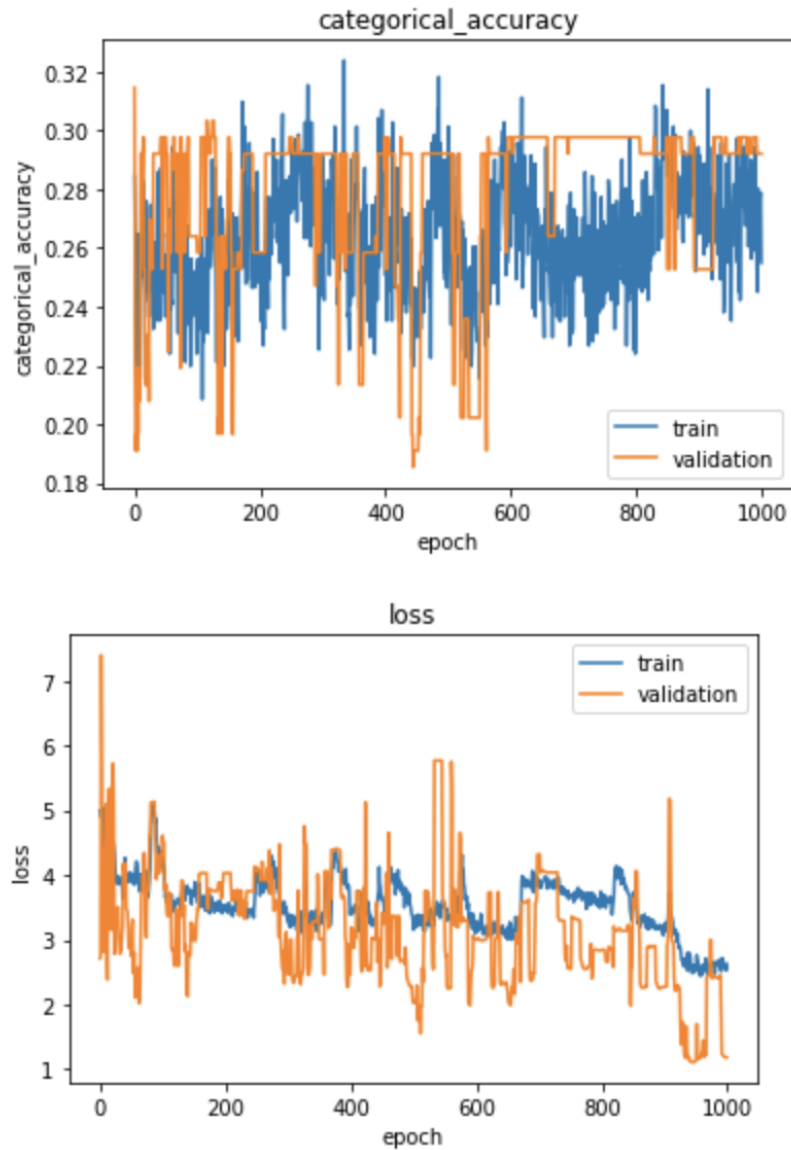 categorical_accuracy
categorical_accuracy
0.32
0.30
0.28
0.26
0.24
0.22
0.20
0.18
train
validation
0 200 400 600 800 1000
epoch
loss
loss
7
6
5
4
3
2
1
train
validation
0 200 400 600 800 1000
epoch